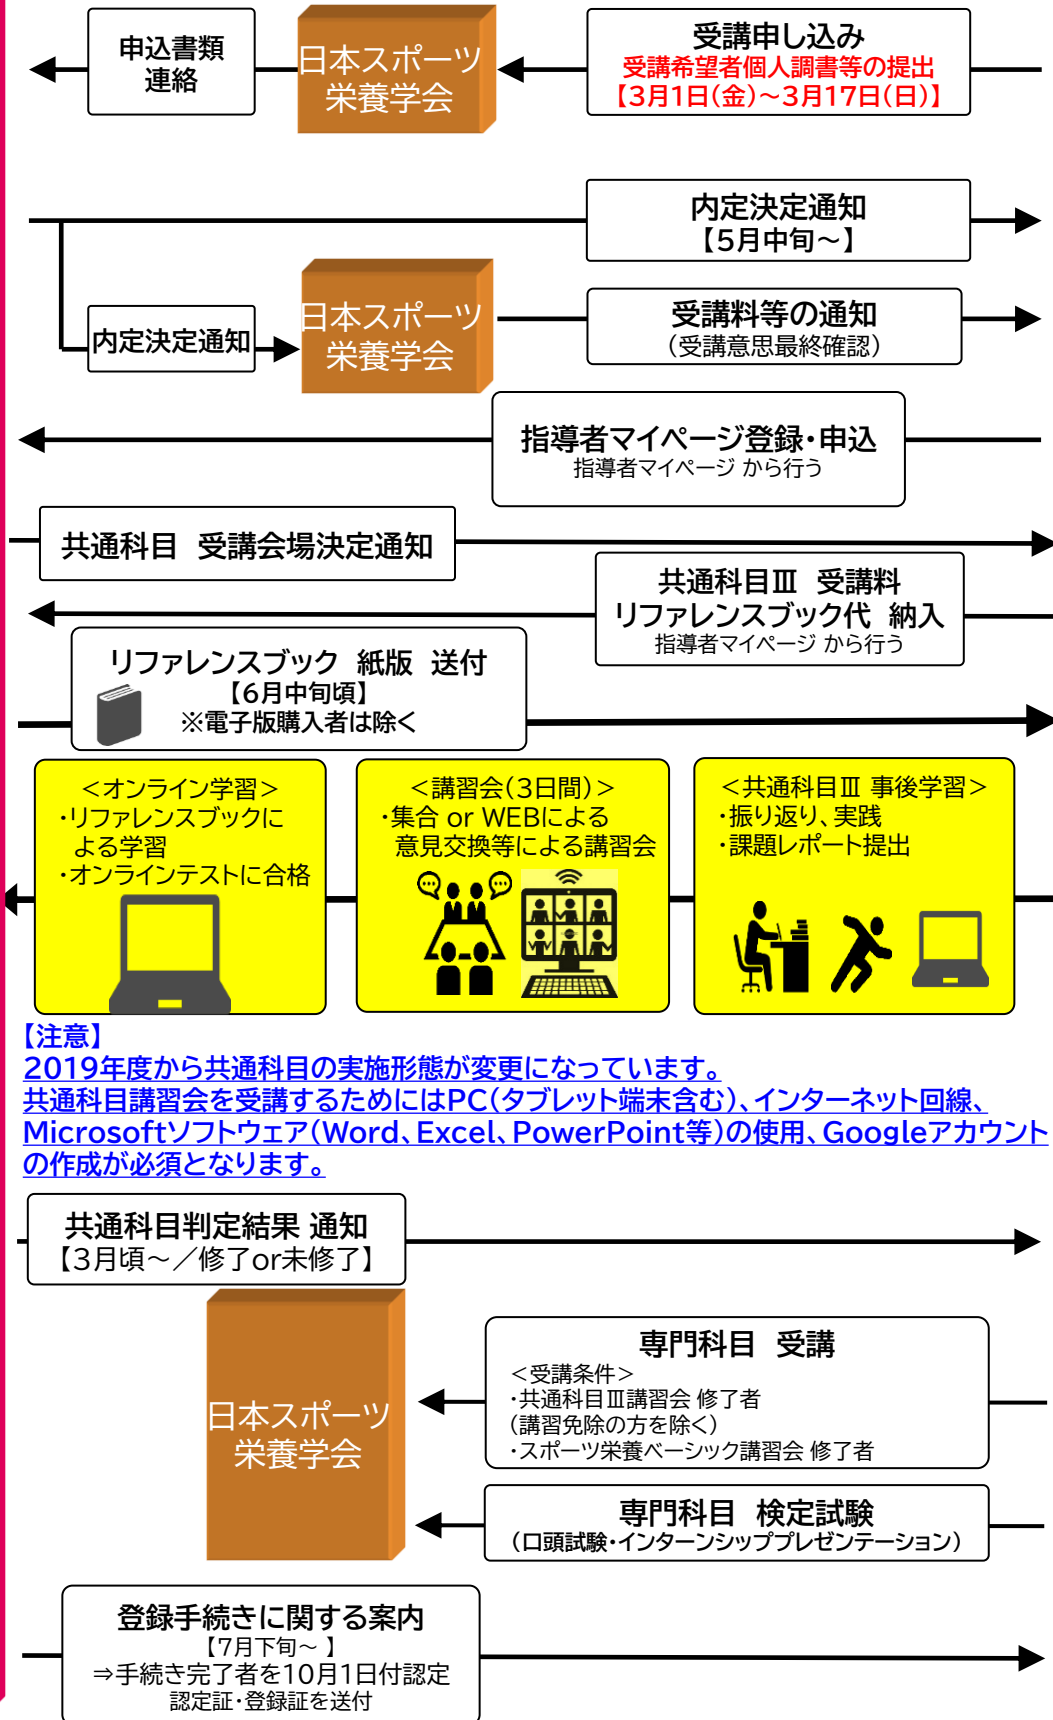 申込書類
連絡
日本スポーツ
栄養学会
受講申し込み
受講希望者個人調書等の提出
【3月1日(金)～3月17日(日)】
内定決定通知
【5月中旬～】
内定決定通知
日本スポーツ
栄養学会
受講料等の通知
(受講意思最終確認)
指導者マイページ登録・申込
指導者マイページ から行う
共通科目 受講会場決定通知
共通科目Ⅲ 受講料
リファレンスブック代 納入
指導者マイページ から行う
リファレンスブック 紙版 送付
【6月中旬頃】
※電子版購入者は除く
＜オンライン学習＞
・リファレンスブックに
よる学習
・オンラインテストに合格
＜講習会(3日間)＞
・集合 or WEBによる
意見交換等による講習会
＜共通科目Ⅲ 事後学習＞
・振り返り、実践
・課題レポート提出
【注意】
2019年度から共通科目の実施形態が変更になっています。
共通科目講習会を受講するためにはPC(タブレット端末含む)、インターネット回線、
Microsoftソフトウェア(Word、Excel、PowerPoint等)の使用、Googleアカウント
の作成が必須となります。
共通科目判定結果 通知
【3月頃～／修了or未修了】
日本スポーツ
栄養学会
専門科目 受講
＜受講条件＞
・共通科目Ⅲ講習会 修了者
(講習免除の方を除く)
・スポーツ栄養ベーシック講習会 修了者
専門科目 検定試験
(口頭試験・インターンシッププレゼンテーション)
登録手続きに関する案内
【7月下旬～ 】
⇒手続き完了者を10月1日付認定
認定証・登録証を送付